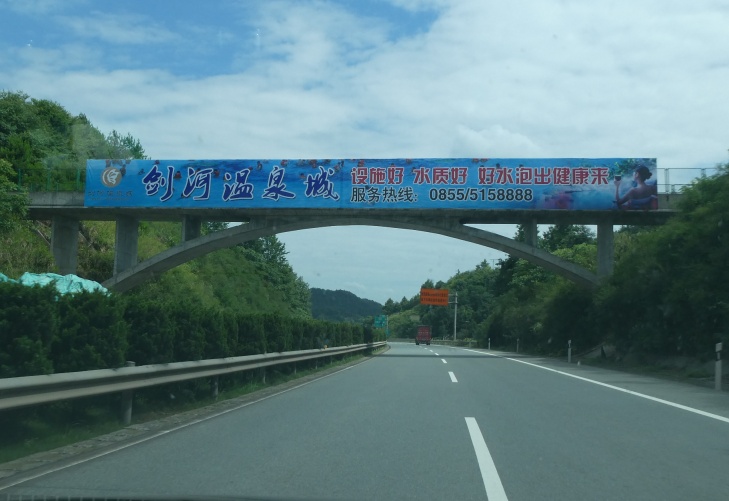 剑河温泉城
设施好 水质好 好水泡出健康来
服务热线: 0855/5158888